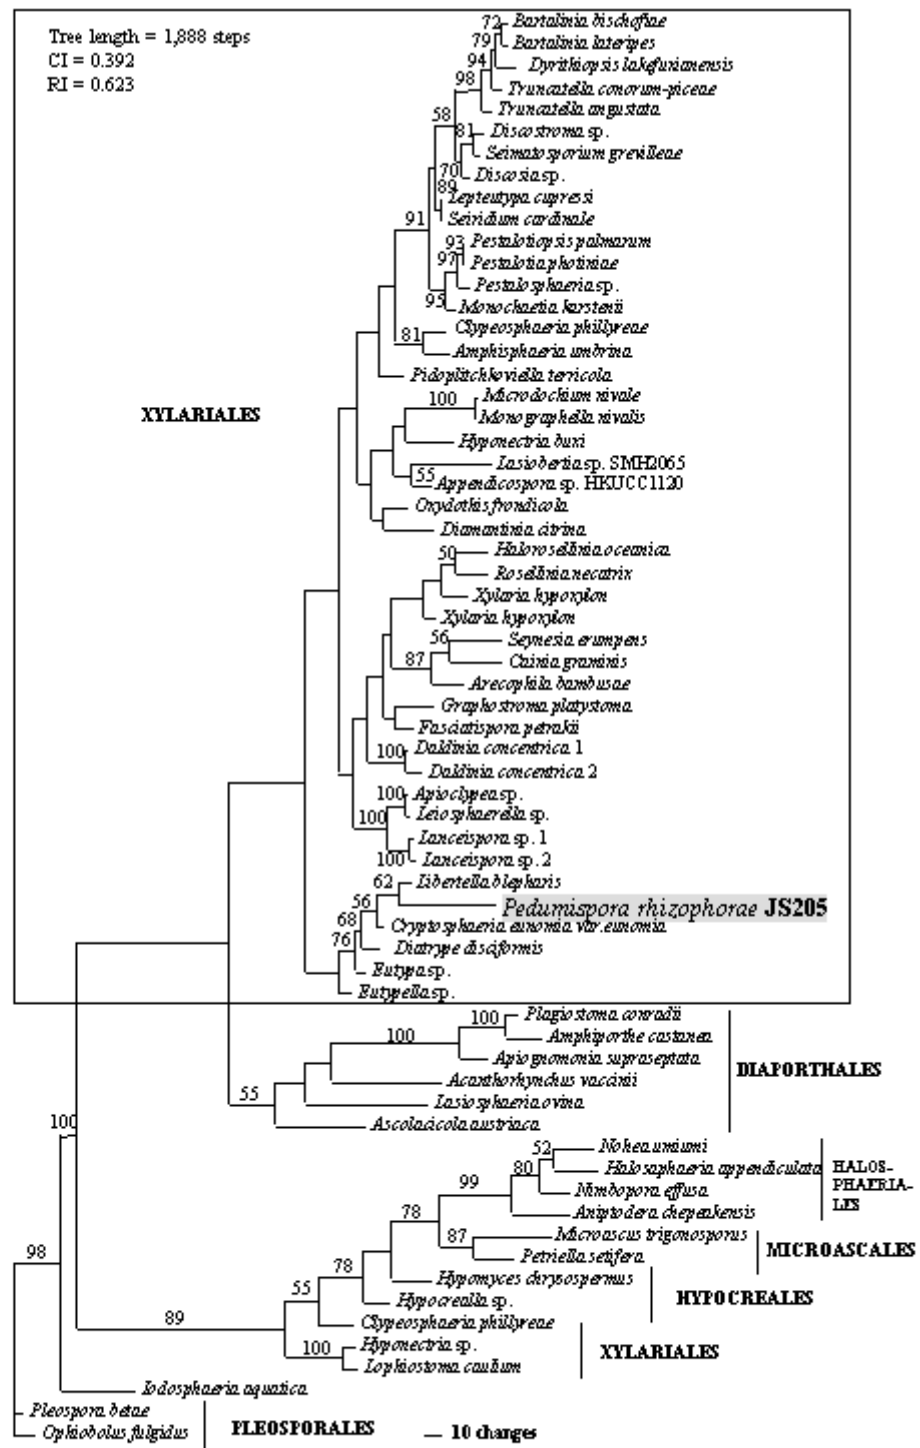 Tree length = 1,888 steps
CI = 0.392
RI = 0.623
72
Bartalinia bischofiae
79
Bartalinia lateripes
94
Dyrithiopsis lakefuxianensis
98
Truncatella conorum-piceae
Truncatella angustata
58
81
Discostroma sp.
Seimatosporium grevilleae
70
Discosia sp.
89
Lepteutypa cupressi
91
Seiridium cardinale
93
Pestalotiopsis palmarum
97
Pestalotia photiniae
Pestalosphaeria sp.
95
Monochaetia karstenii
Clypeosphaeria phillyreae
81
Amphisphaeria umbrina
Pidoplitchkoviella terricola
XYLARIALES
100
Microdochium nivale
Monographella nivalis
Hyponectria buxi
Lasiobertia sp. SMH2065
55
Appendicospora sp. HKUCC1120
Oxydothis frondicola
Diamantinia citrina
50
Halorosellinia oceanica
Rosellinia necatrix
Xylaria hypoxylon
Xylaria hypoxylon
56
Seynesia erumpens
87
Cainia graminis
Arecophila bambusae
Graphostroma platystoma
Fasciatispora petrakii
100
Daldinia concentrica 1
Daldinia concentrica 2
100
Apioclypea sp.
100
Leiosphaerella sp.
Lanceispora sp. 1
100
Lanceispora sp. 2
62
Libertella blepharis
56
Pedumispora rhizophorae JS205
68
Cryptosphaeria eunomia var. eunomia
76
Diatrype disciformis
Eutypa sp.
Eutypella sp.
100
Plagiostoma conradii
100
Amphiporthe castanea
Apiognomonia supraseptata
DIAPORTHALES
Acanthorhynchus vaccinii
55
Lasiosphaeria ovina
Ascolacicola austriaca
100
52
Nohea umiumi
80
Halosaphaeria appendiculata
HALOS-
PHAERIA-
LES
99
Nimbopora effusa
Aniptodera chepeakensis
78
87
Microascus trigonosporus
MICROASCALES
Petriella setifera
78
Hypomyces chrysospermus
HYPOCREALES
55
Hypocrealla sp.
89
Clypeosphaeria phillyreae
100
Hyponectria sp.
XYLARIALES
Lophiostoma caulium
98
Iodosphaeria aquatica
Pleospora betae
PLEOSPORALES
Ophiobolus fulgidus
10 changes